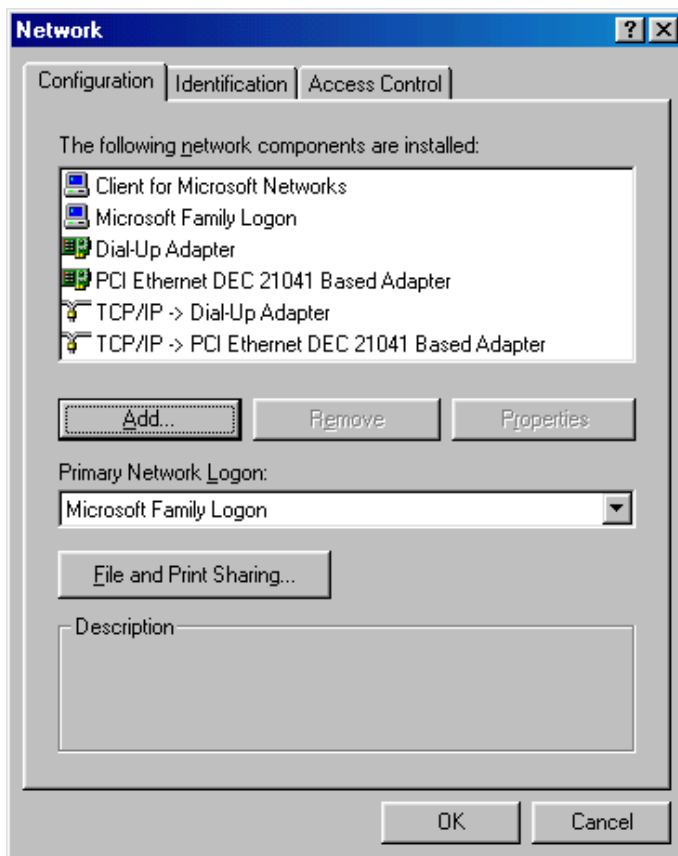 Network
Configuration Identification Access Control
The following network components are installed:
Client for Microsoft Networks
Microsoft Family Logon
Dial-Up Adapter
PCI Ethernet DEC 21041 Based Adapter
TCP/IP -> Dial-Up Adapter
TCP/IP -> PCI Ethernet DEC 21041 Based Adapter
Add... Remove Properties
Primary Network Logon:
Microsoft Family Logon
File and Print Sharing...
Description
OK Cancel